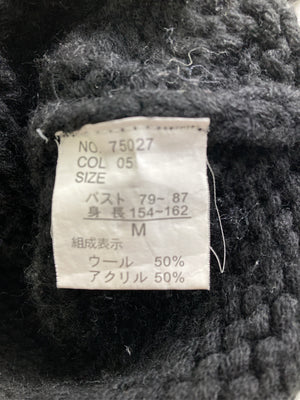 NO. 75027
COL 05
SIZE
バスト 79~ 87
身 長 154~162
M
組成表示
ウール 50%
アクリル 50%